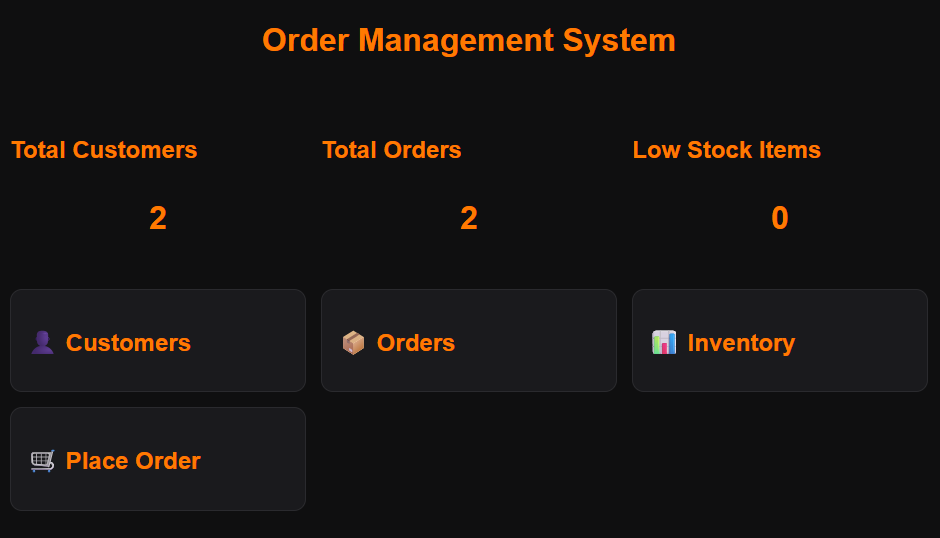 Order Management System
Total Customers
Total Orders
Low Stock Items
2
2
0
Customers
Orders
Inventory
Place Order